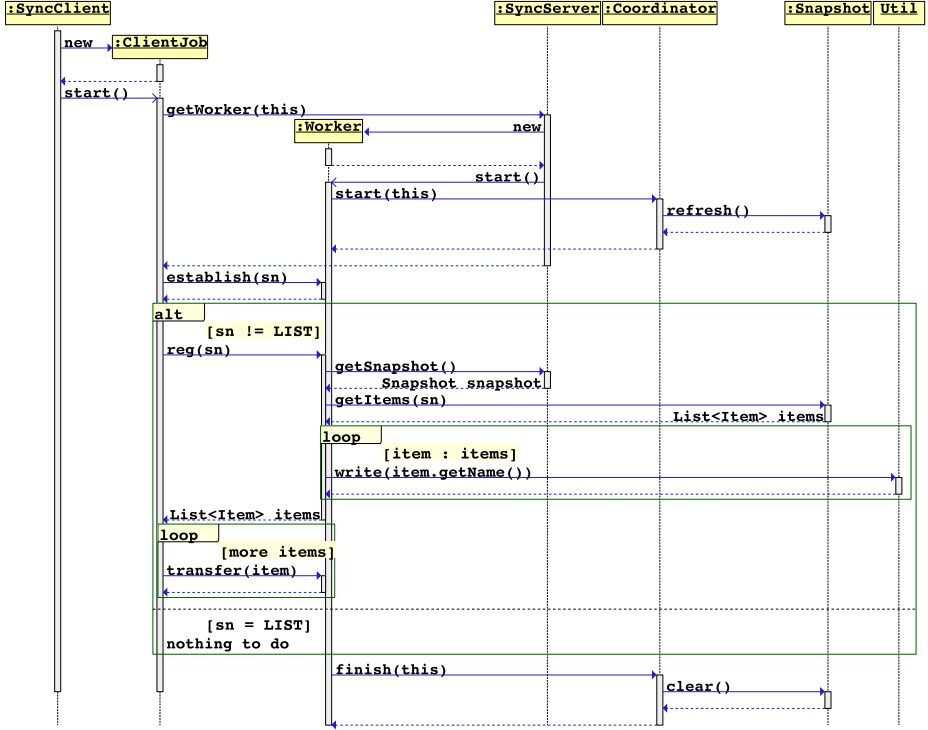 :SyncClient :SyncServer :Coordinator :Snapshot Util
new
:ClientJob
start()
getWorker(this)
:Worker
new
start()
start(this)
refresh()
establish(sn)
alt
[sn != LIST]
reg(sn)
getSnapshot()
Snapshot snapshot
getItems(sn)
List<Item> items
loop
[item : items]
write(item.getName())
List<Item> items
loop
[more items]
transfer(item)
[sn = LIST]
nothing to do
finish(this)
clear()